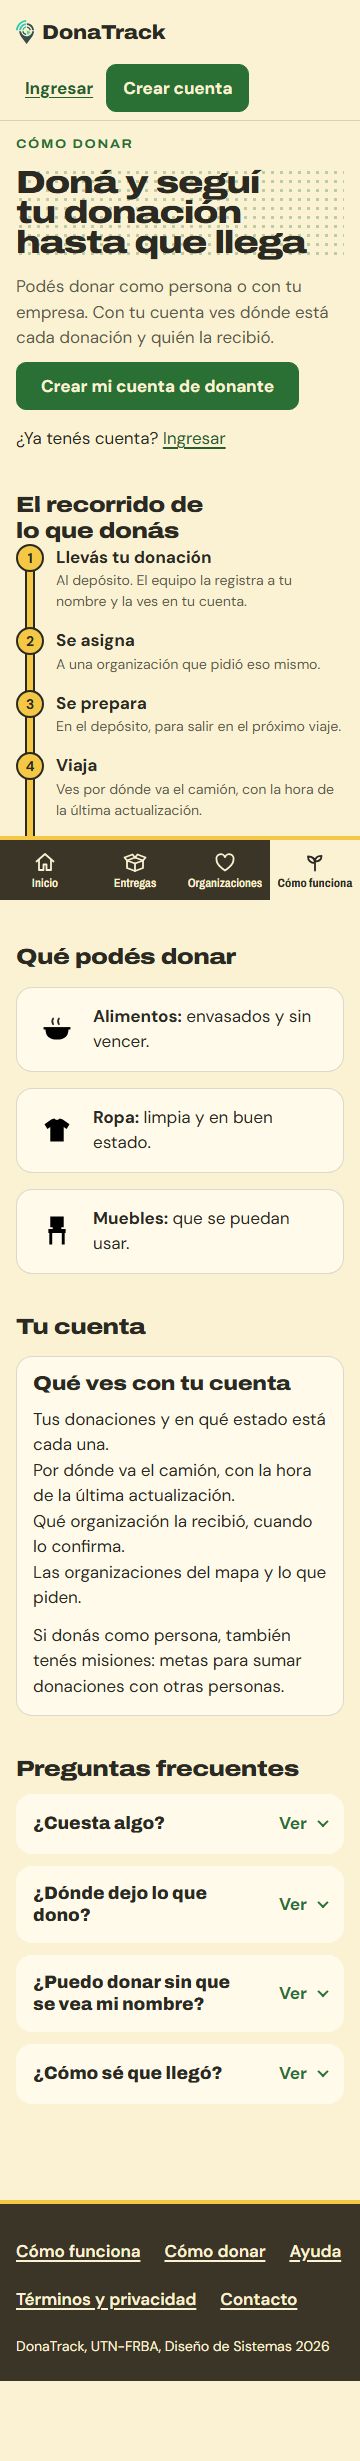 DonaTrack
Ingresar
Crear cuenta
CÓMO DONAR
Doná y seguí
tu donación
hasta que llega
Podés donar como persona o con tu
empresa. Con tu cuenta ves dónde está
cada donación y quién la recibió.
Crear mi cuenta de donante
¿Ya tenés cuenta? Ingresar
El recorrido de
lo que donás
1
Llevás tu donación
Al depósito. El equipo la registra a tu
nombre y la ves en tu cuenta.
2
Se asigna
A una organización que pidió eso mismo.
3
Se prepara
En el depósito, para salir en el próximo viaje.
4
Viaja
Ves por dónde va el camión, con la hora de
la última actualización.
Inicio
Entregas
Organizaciones
Cómo funciona
Qué podés donar
Alimentos: envasados y sin
vencer.
Ropa: limpia y en buen
estado.
Muebles: que se puedan
usar.
Tu cuenta
Qué ves con tu cuenta
Tus donaciones y en qué estado está
cada una.
Por dónde va el camión, con la hora
de la última actualización.
Qué organización la recibió, cuando
lo confirma.
Las organizaciones del mapa y lo que
piden.
Si donás como persona, también
tenés misiones: metas para sumar
donaciones con otras personas.
Preguntas frecuentes
¿Cuesta algo?
Ver
¿Dónde dejo lo que
dono?
Ver
¿Puedo donar sin que
se vea mi nombre?
Ver
¿Cómo sé que llegó?
Ver
Cómo funciona
Cómo donar
Ayuda
Términos y privacidad
Contacto
DonaTrack, UTN-FRBA, Diseño de Sistemas 2026